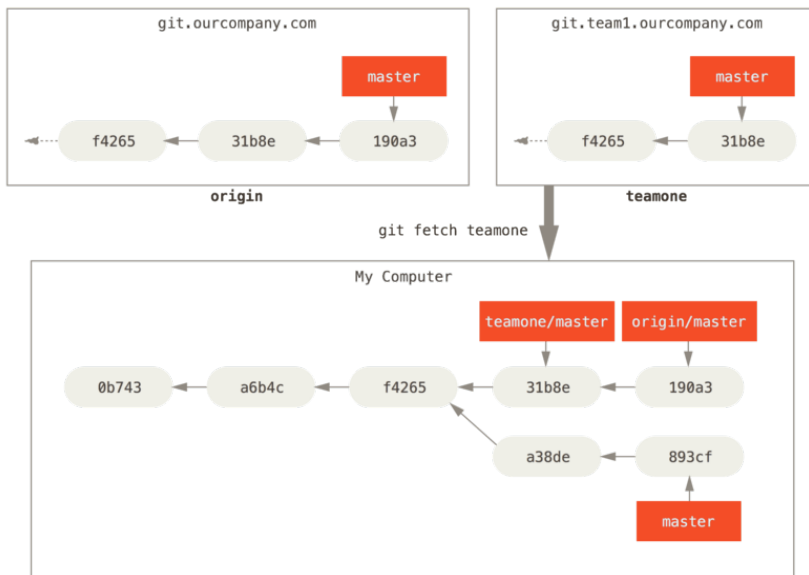 git.ourcompany.com
master
f4265
31b8e
190a3
origin
git.team1.ourcompany.com
master
f4265
31b8e
teamone
git fetch teamone
My Computer
teamone/master
origin/master
0b743
a6b4c
f4265
31b8e
190a3
a38de
893cf
master